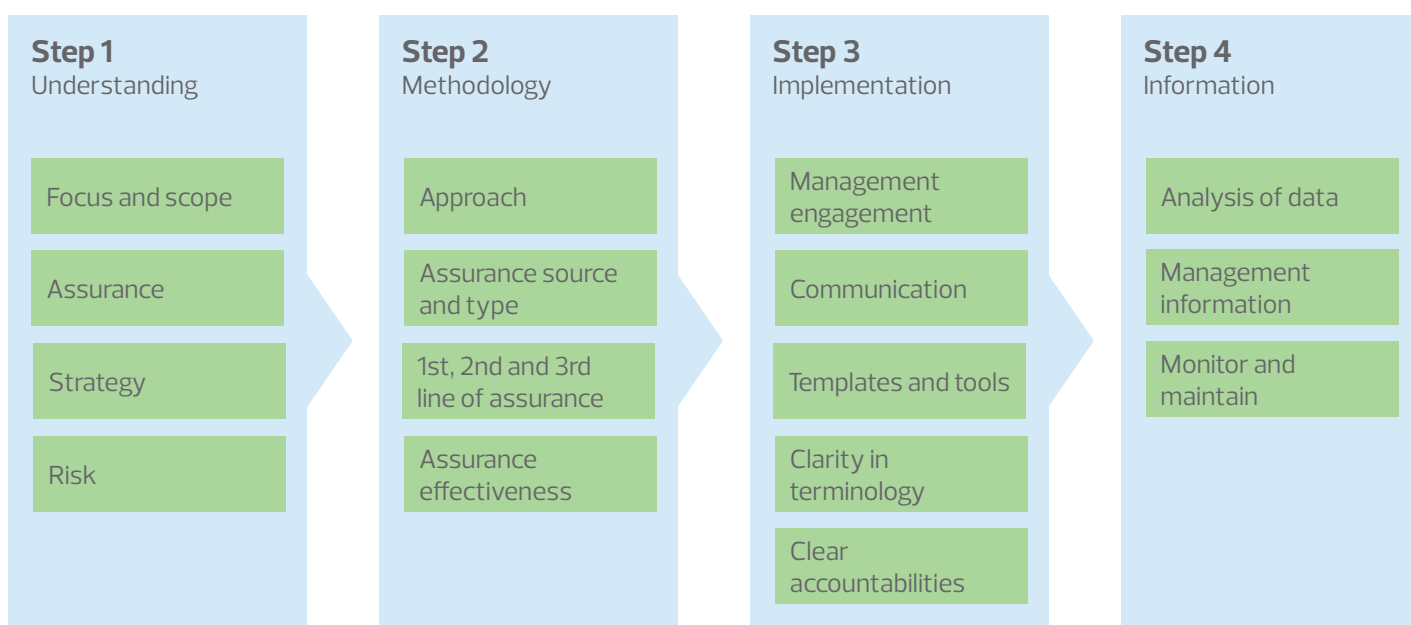 Step 1
Understanding
Focus and scope
Assurance
Strategy
Risk
Step 2
Methodology
Approach
Assurance source
and type
1st, 2nd and 3rd
line of assurance
Assurance
effectiveness
Step 3
Implementation
Management
engagement
Communication
Templates and tools
Clarity in
terminology
Clear
accountabilities
Step 4
Information
Analysis of data
Management
information
Monitor and
maintain